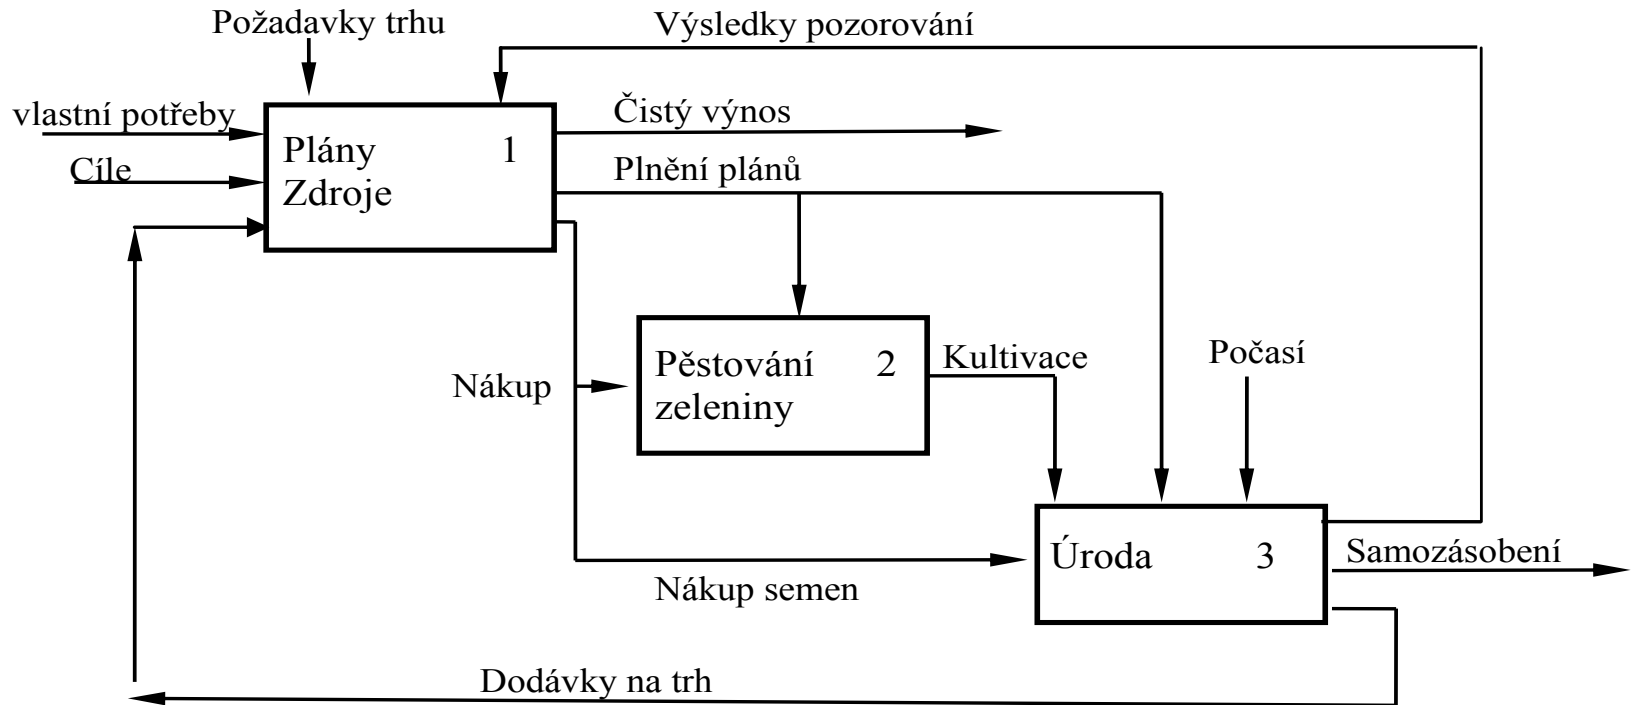 Požadavky trhu
Výsledky pozorování
vlastní potřeby
Čistý výnos
Plány 1
Zdroje
Cíle
Plnění plánů
Pěstování 2
zeleniny
Kultivace
Počasí
Nákup
Úroda 3
Samozásobení
Nákup semen
Dodávky na trh